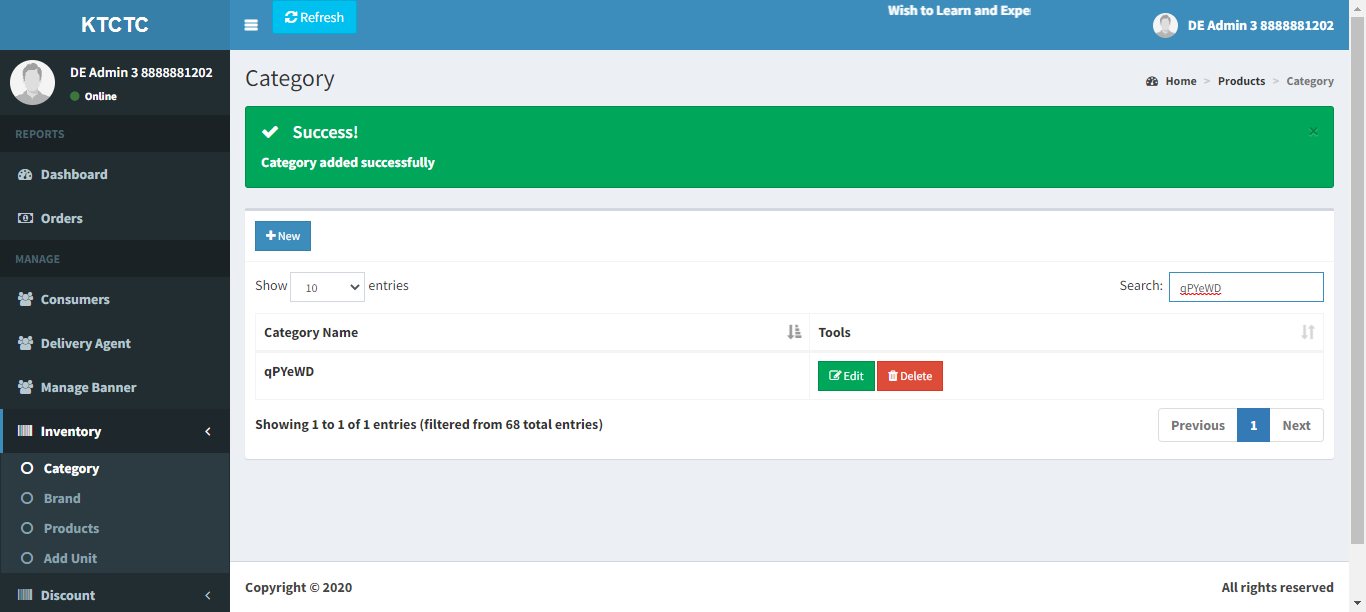 KTCTC
Refresh
Wish to Learn and Expe
DE Admin 3 8888881202
DE Admin 3 8888881202
Online
REPORTS
Dashboard
Orders
MANAGE
Consumers
Delivery Agent
Manage Banner
Inventory
Category
Brand
Products
Add Unit
Discount
Category
Home > Products > Category
Success!
×
Category added successfully
New
Show 10 entries
Search: qPYeWD
Category Name Tools
qPYeWD Edit Delete
Showing 1 to 1 of 1 entries (filtered from 68 total entries)
Previous 1 Next
Copyright © 2020
All rights reserved